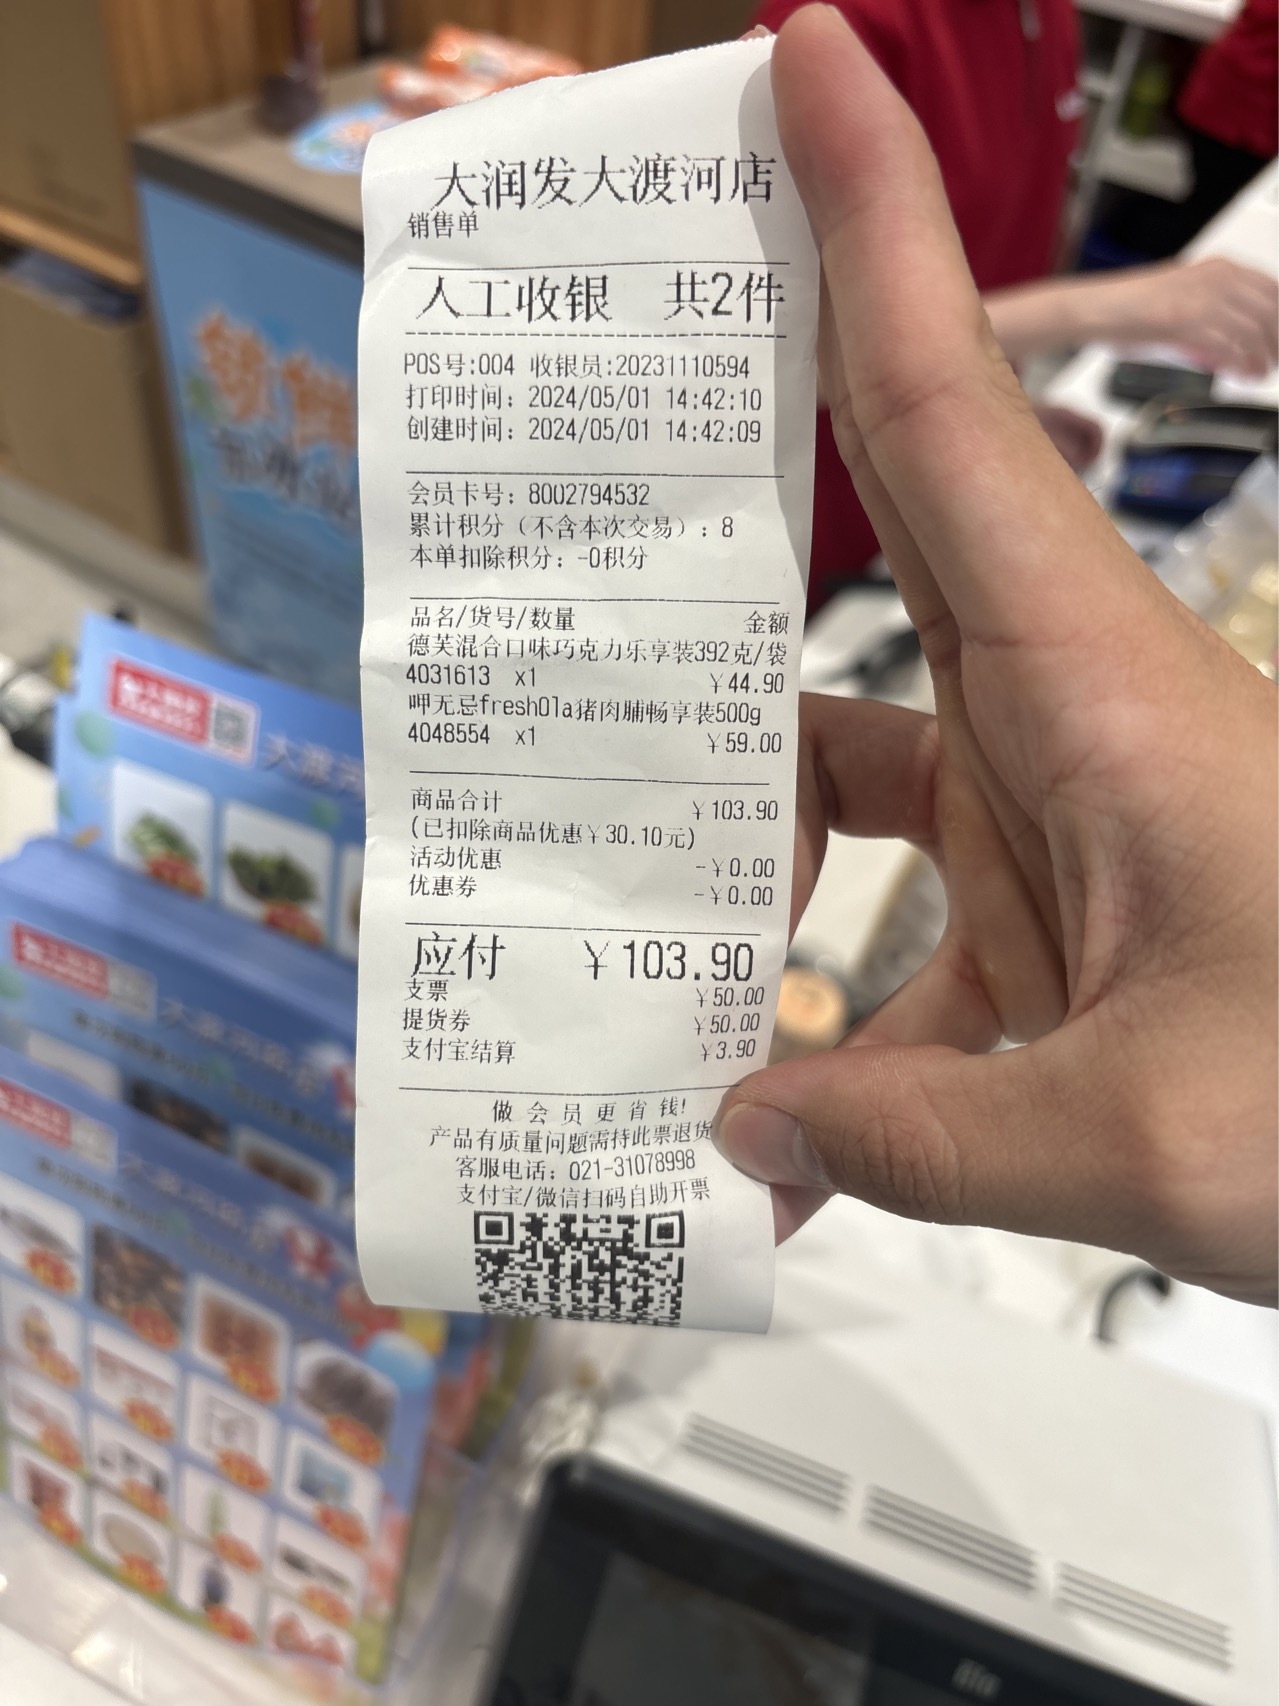 大润发大渡河店
销售单
人工收银 共2件
POS号:004 收银员:20231110594
打印时间: 2024/05/01 14:42:10
创建时间: 2024/05/01 14:42:09
会员卡号: 8002794532
累计积分（不含本次交易）: 8
本单扣除积分: -0积分
品名/货号/数量 金额
德芙混合口味巧克力乐享装392克/袋
4031613 x1 ￥44.90
呷无忌freshOla猪肉脯畅享装500g
4048554 x1 ￥59.00
商品合计 ￥103.90
(已扣除商品优惠￥30.10元)
活动优惠 -￥0.00
优惠券 -￥0.00
应付 ￥103.90
支票 ￥50.00
提货券 ￥50.00
支付宝结算 ￥3.90
做会员更省钱!
产品有质量问题需持此票退货
客服电话: 021-31078998
支付宝/微信扫码自助开票